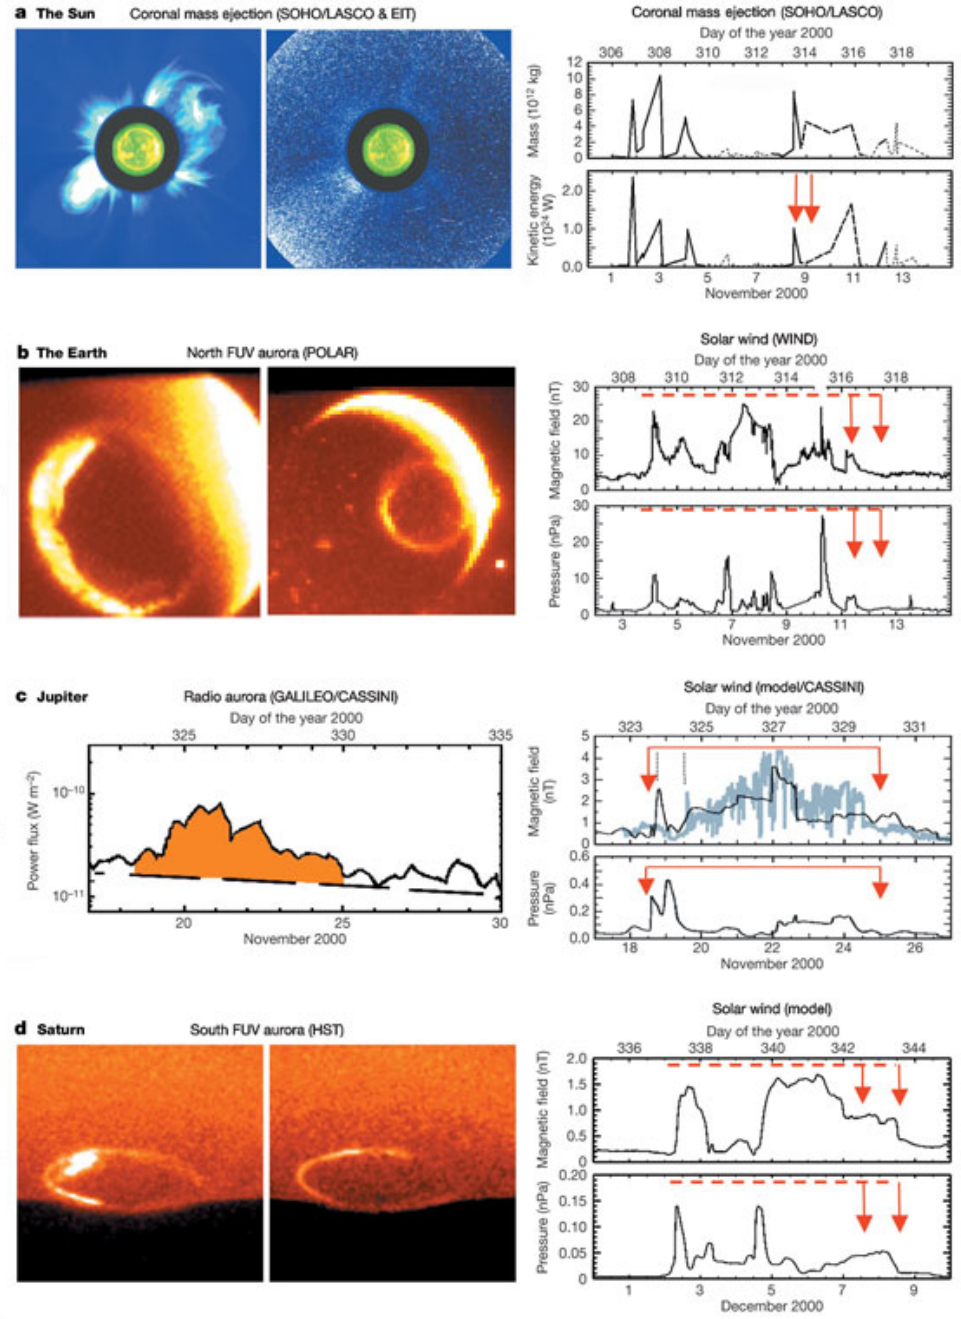 a The Sun
Coronal mass ejection (SOHO/LASCO & EIT)
Coronal mass ejection (SOHO/LASCO)
Day of the year 2000
306 308 310 312 314 316 318
Mass (10¹² kg)
12
10
8
6
4
2
0
Kinetic energy
(10²⁴ W)
2.0
1.0
0.0
1 3 5 7 9 11 13
November 2000
b The Earth
North FUV aurora (POLAR)
Solar wind (WIND)
Day of the year 2000
308 310 312 314 316 318
Magnetic field (nT)
30
20
10
0
Pressure (nPa)
30
20
10
0
3 5 7 9 11 13
November 2000
c Jupiter
Radio aurora (GALILEO/CASSINI)
Day of the year 2000
325 330 335
Power flux (W m⁻²)
10⁻¹⁰
10⁻¹¹
20 25 30
November 2000
Solar wind (model/CASSINI)
Day of the year 2000
323 325 327 329 331
Magnetic field
(nT)
5
4
3
2
1
0
Pressure
(nPa)
0.6
0.4
0.2
0.0
18 20 22 24 26
November 2000
d Saturn
South FUV aurora (HST)
Solar wind (model)
Day of the year 2000
336 338 340 342 344
Magnetic field (nT)
2.0
1.5
1.0
0.5
0
Pressure (nPa)
0.20
0.15
0.10
0.05
0
1 3 5 7 9
December 2000